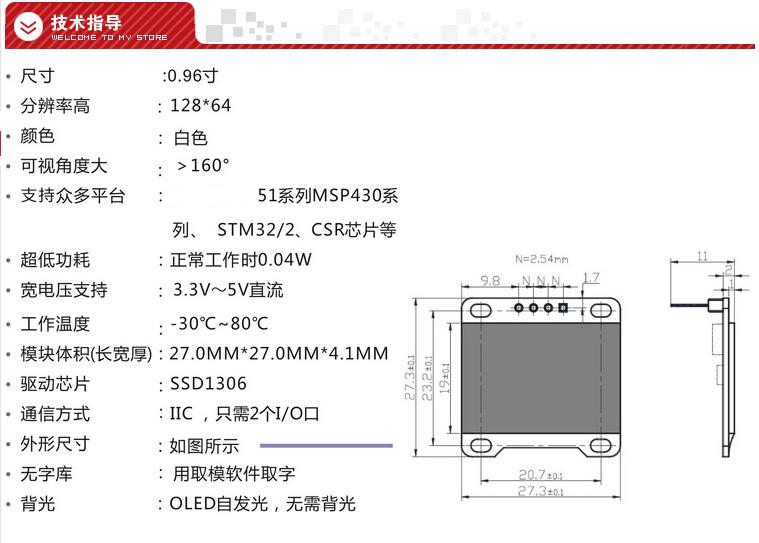 技术指导
WELCOME TO MY STORE
• 尺寸 :0.96寸
• 分辨率高 : 128*64
• 颜色 : 白色
• 可视角度大 : ＞160°
• 支持众多平台 : 51系列MSP430系
列、 STM32/2、CSR芯片等
• 超低功耗 : 正常工作时0.04W
• 宽电压支持 : 3.3V～5V直流
• 工作温度 : -30℃~80℃
• 模块体积(长宽厚) : 27.0MM*27.0MM*4.1MM
• 驱动芯片 : SSD1306
• 通信方式 : IIC ，只需2个I/O口
• 外形尺寸 : 如图所示
• 无字库 : 用取模软件取字
• 背光 : OLED自发光，无需背光
N=2.54mm
9.8 N N N 1.7
11
2
1
27.3±0.1
23.2±0.1
19±0.1
20.7±0.1
27.3±0.1